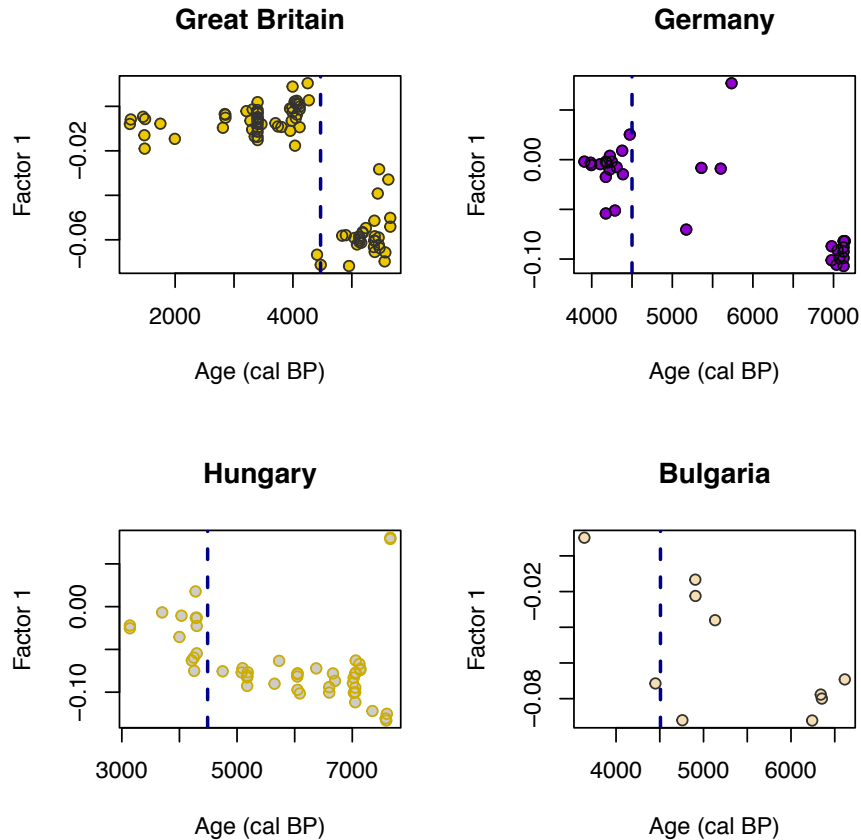 Great Britain
Factor 1
−0.02
−0.06
2000 4000
Age (cal BP)
Germany
Factor 1
0.00
−0.10
4000 5000 6000 7000
Age (cal BP)
Hungary
Factor 1
0.00
−0.10
3000 5000 7000
Age (cal BP)
Bulgaria
Factor 1
−0.02
−0.08
4000 5000 6000
Age (cal BP)